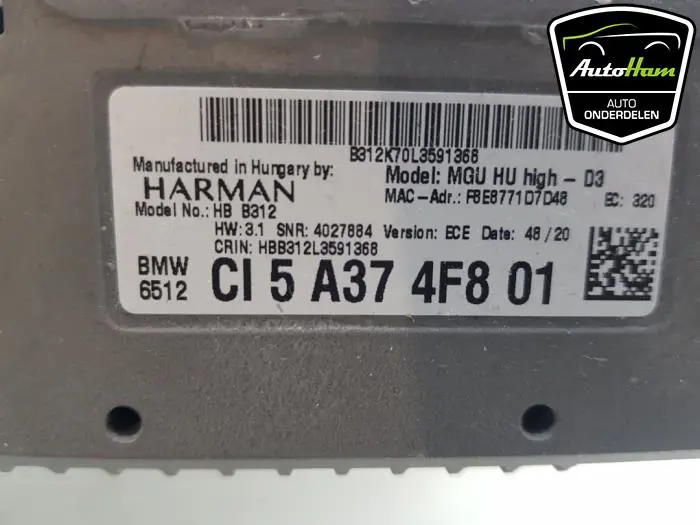 AutoHam
AUTO
ONDERDELEN
B312K70L3591368
Manufactured in Hungary by:
HARMAN
Model: MGU HU high - D3
MAC-Adr.: F8E8771D7D48 EC: 320
Model No.: HB B312
HW: 3.1 SNR: 4027884 Version: ECE Date: 48/20
CRIN: HBB312L3591368
BMW
6512 CI 5 A37 4F8 01